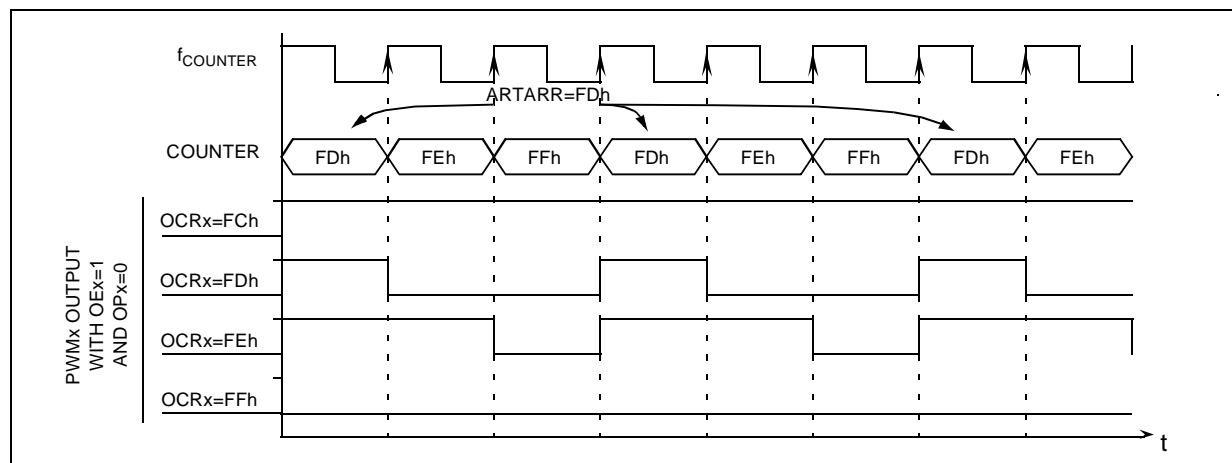 fCOUNTER
ARTARR=FDh
COUNTER
FDh FEh FFh FDh FEh FFh FDh FEh
PWMx OUTPUT
WITH OEx=1
AND OPx=0
OCRx=FCh
OCRx=FDh
OCRx=FEh
OCRx=FFh
t